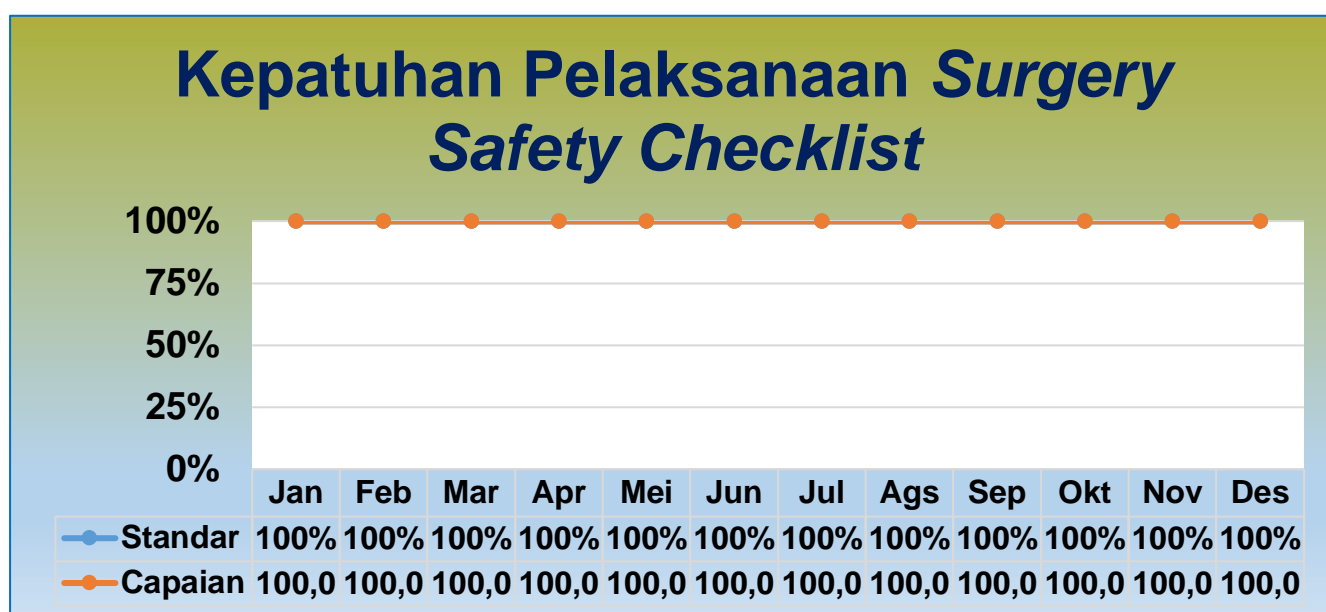 Kepatuhan Pelaksanaan Surgery
Safety Checklist
100%
75%
50%
25%
0%
Jan Feb Mar Apr Mei Jun Jul Ags Sep Okt Nov Des
Standar 100% 100% 100% 100% 100% 100% 100% 100% 100% 100% 100% 100%
Capaian 100,0 100,0 100,0 100,0 100,0 100,0 100,0 100,0 100,0 100,0 100,0 100,0